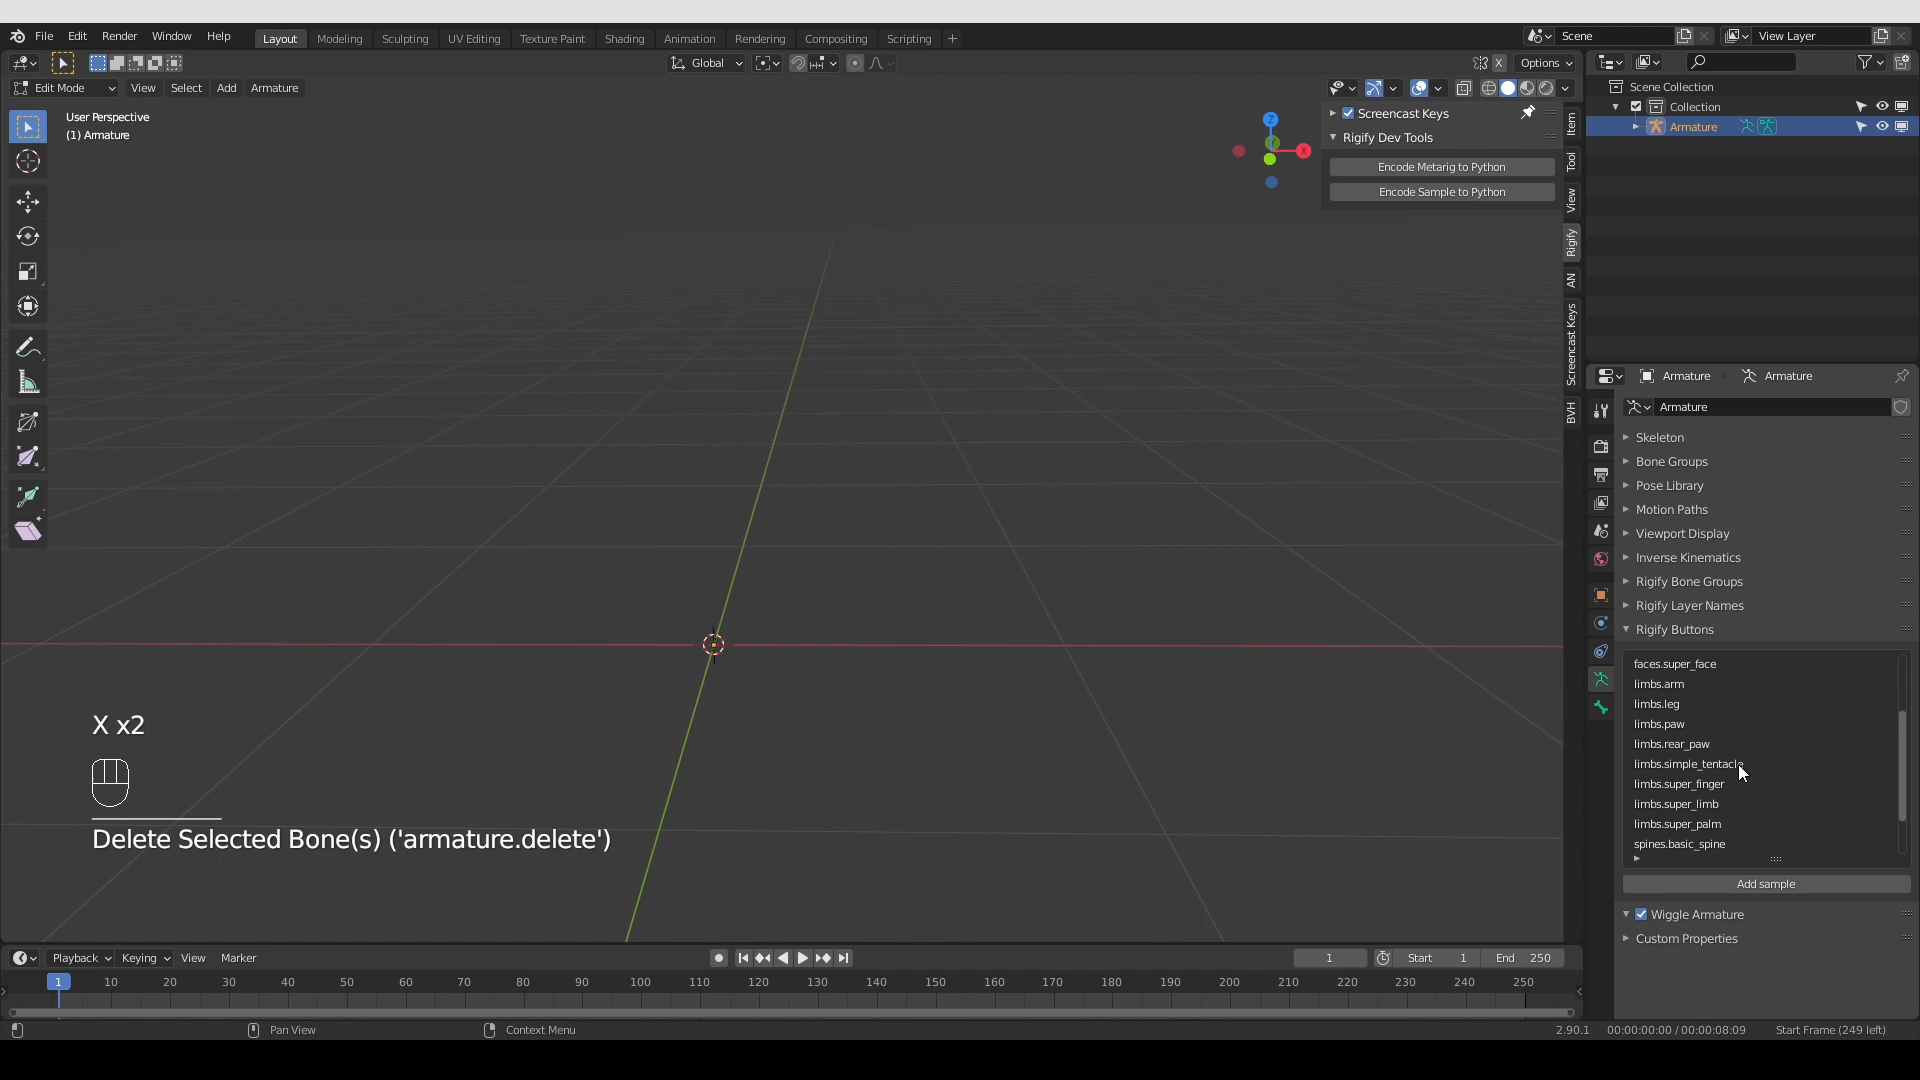 File Edit Render Window Help Layout Modeling Sculpting UV Editing Texture Paint Shading Animation Rendering Compositing Scripting + Scene View Layer
Global X Options
Edit Mode View Select Add Armature
User Perspective
(1) Armature
Z
X
Screencast Keys
Rigify Dev Tools
Encode Metarig to Python
Encode Sample to Python
Item
Tool
View
Rigify
AN
Screencast Keys
BVH
Scene Collection
Collection
Armature
Armature Armature
Armature
Skeleton
Bone Groups
Pose Library
Motion Paths
Viewport Display
Inverse Kinematics
Rigify Bone Groups
Rigify Layer Names
Rigify Buttons
faces.super_face
limbs.arm
limbs.leg
limbs.paw
limbs.rear_paw
limbs.simple_tentacle
limbs.super_finger
limbs.super_limb
limbs.super_palm
spines.basic_spine
Add sample
Wiggle Armature
Custom Properties
X x2
Delete Selected Bone(s) ('armature.delete')
Playback Keying View Marker 1 Start 1 End 250
1 10 20 30 40 50 60 70 80 90 100 110 120 130 140 150 160 170 180 190 200 210 220 230 240 250
Pan View Context Menu 2.90.1 00:00:00:00 / 00:00:08:09 Start Frame (249 left)